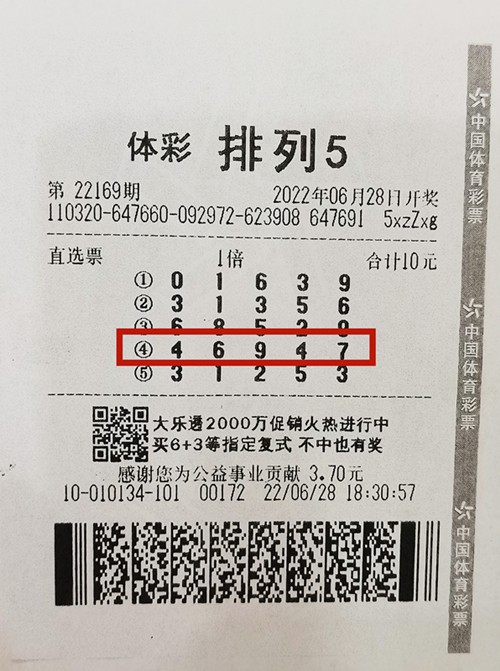 体彩 排列5
第 22169期 2022年06月28日开奖
110320-647660-092972-623908 647691 5xzZxg
直选票 1倍 合计10元
① 0 1 6 3 9
② 3 1 3 5 6
③ 6 8 5 2 9
④ 4 6 9 4 7
⑤ 3 1 2 5 3
大乐透2000万促销火热进行中
买6+3等指定复式 不中也有奖
感谢您为公益事业贡献 3.70元
10-010134-101 00172 22/06/28 18:30:57
中国体育彩票
中国体育彩票
中国体育彩票